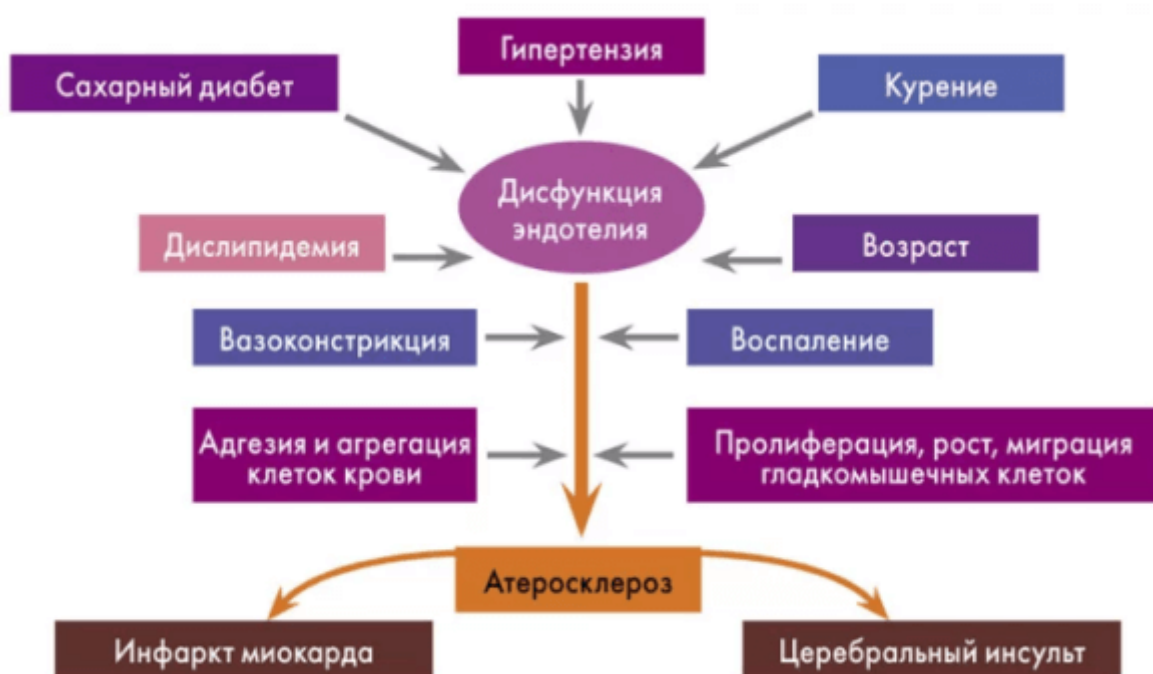 Гипертензия
Сахарный диабет
Курение
Дисфункция
эндотелия
Дислипидемия
Возраст
Вазоконстрикция
Воспаление
Адгезия и агрегация
клеток крови
Пролиферация, рост, миграция
гладкомышечных клеток
Атеросклероз
Инфаркт миокарда
Церебральный инсульт